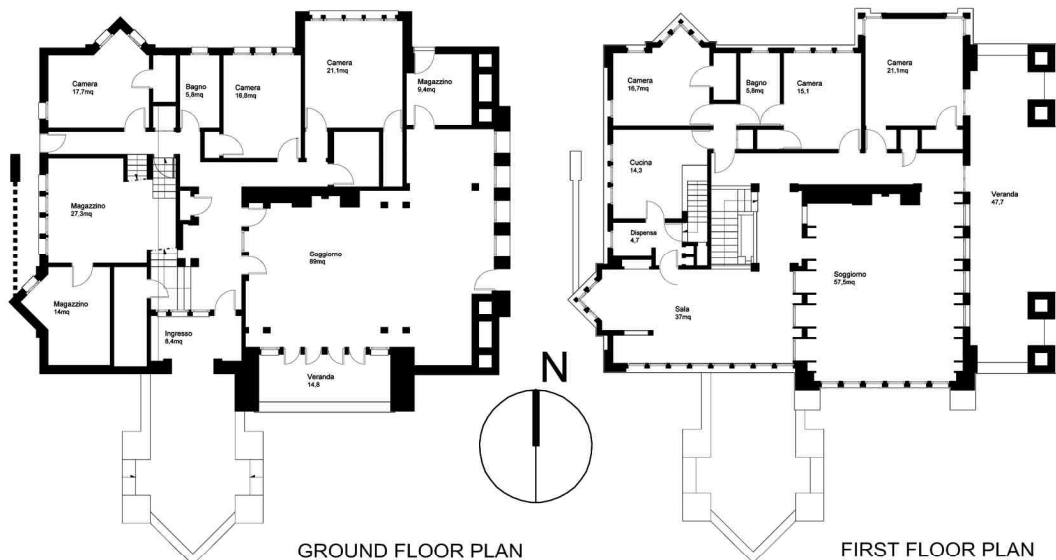 Camera
17,7mq
Bagno
5,8mq
Camera
16,8mq
Camera
21,1mq
Magazzino
9,4mq
Magazzino
27,3mq
Soggiorno
89mq
Magazzino
14mq
Ingresso
8,4mq
Veranda
14,8
GROUND FLOOR PLAN
N
Camera
16,7mq
Bagno
5,8mq
Camera
15,1
Camera
21,1mq
Cucina
14,3
Dispensa
4,7
Sala
37mq
Soggiorno
57,5mq
Veranda
47,7
FIRST FLOOR PLAN